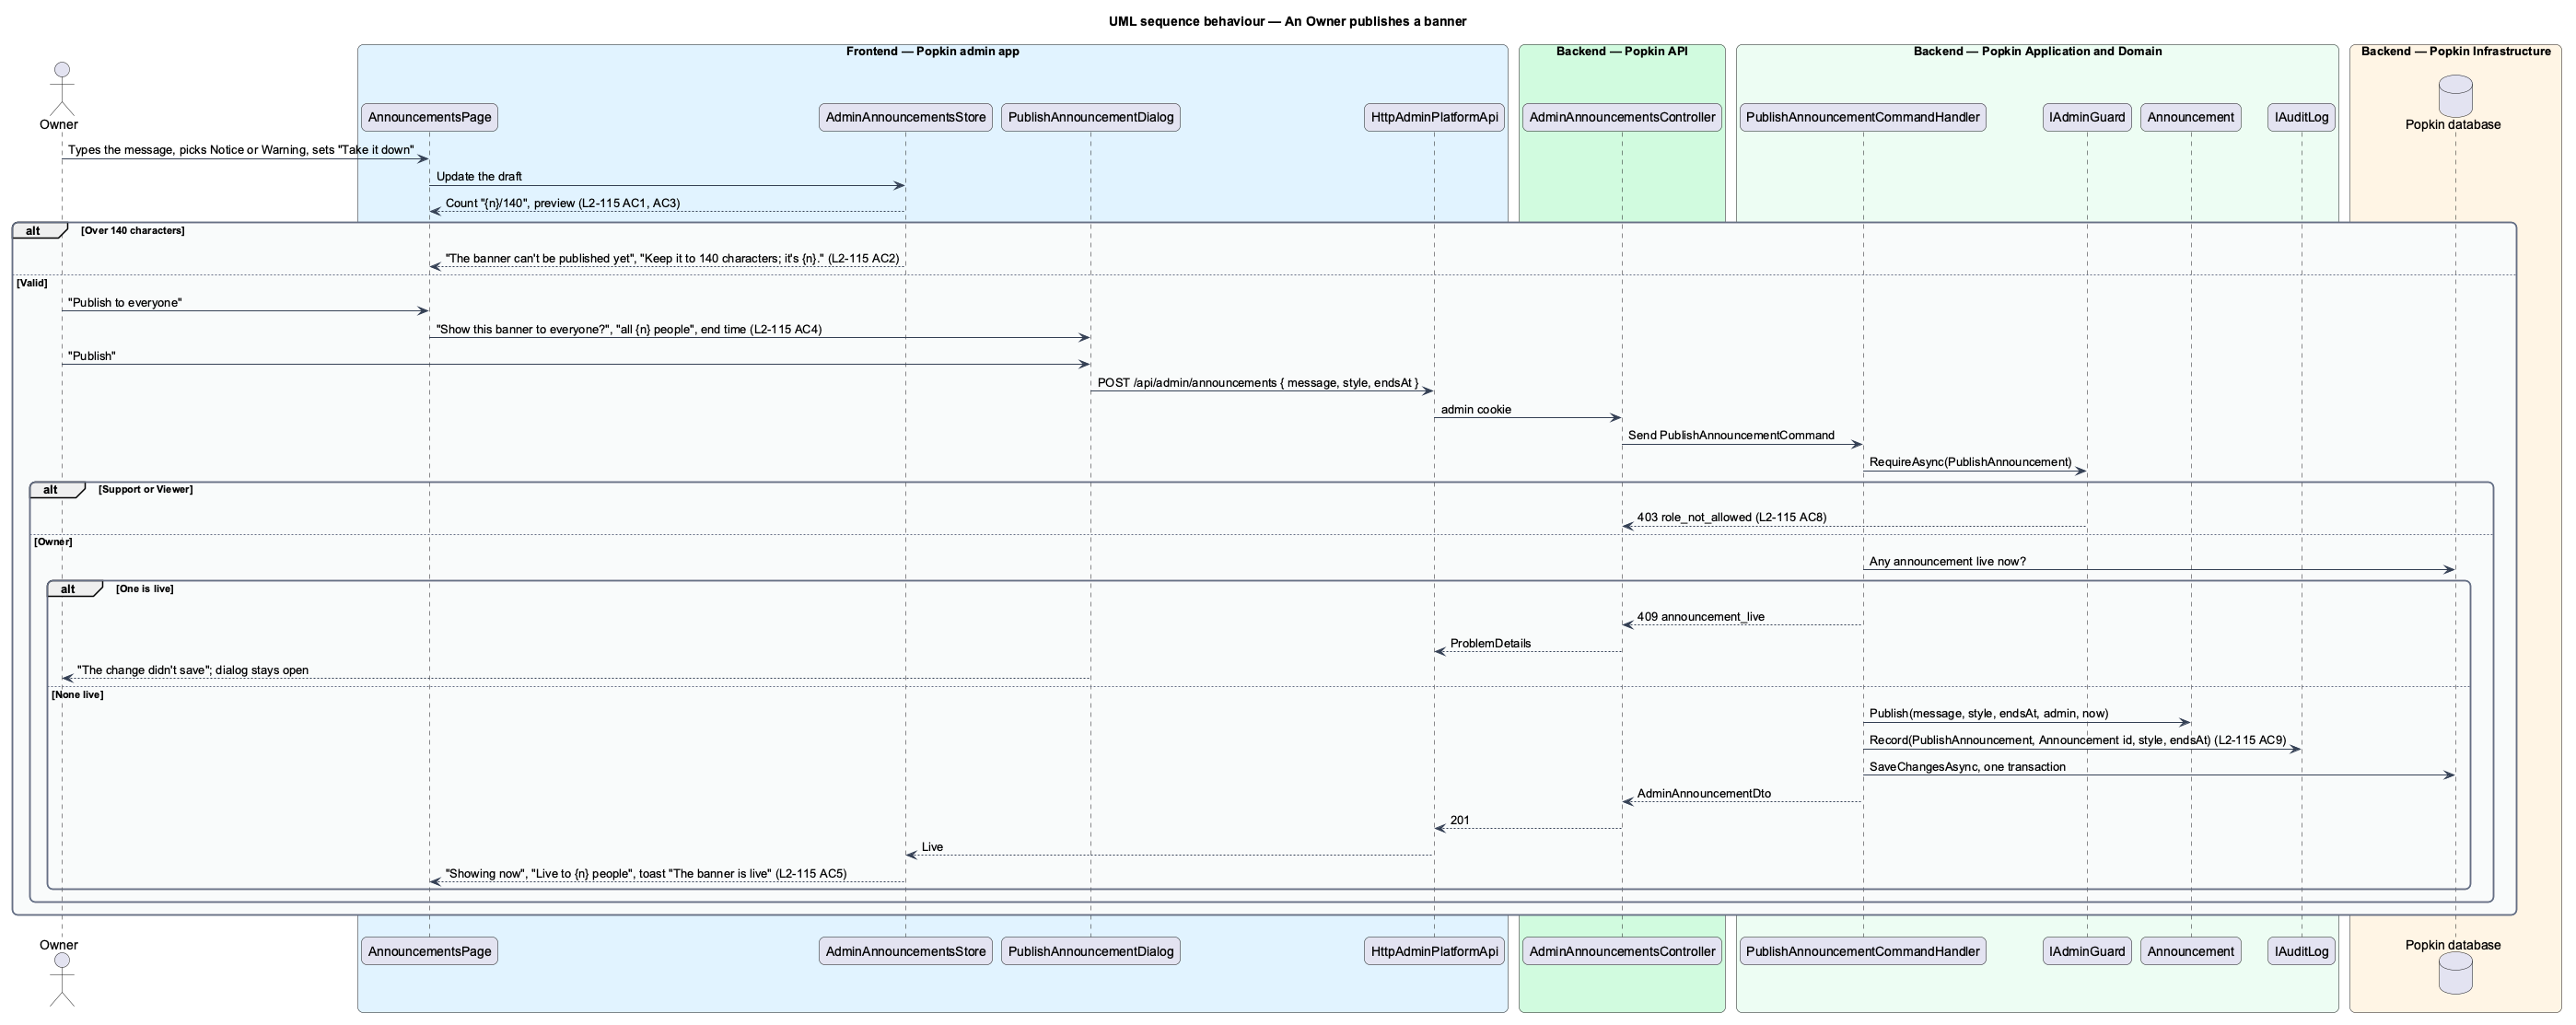 UML sequence behaviour — An Owner publishes a banner
Frontend — Popkin admin app
Backend — Popkin API
Backend — Popkin Application and Domain
Backend — Popkin Infrastructure
Owner
AnnouncementsPage
AdminAnnouncementsStore
PublishAnnouncementDialog
HttpAdminPlatformApi
AdminAnnouncementsController
PublishAnnouncementCommandHandler
IAdminGuard
Announcement
IAuditLog
Popkin database
Types the message, picks Notice or Warning, sets "Take it down"
Update the draft
Count "{n}/140", preview (L2-115 AC1, AC3)
alt
[Over 140 characters]
"The banner can't be published yet", "Keep it to 140 characters; it's {n}." (L2-115 AC2)
[Valid]
"Publish to everyone"
"Show this banner to everyone?", "all {n} people", end time (L2-115 AC4)
"Publish"
POST /api/admin/announcements { message, style, endsAt }
admin cookie
Send PublishAnnouncementCommand
RequireAsync(PublishAnnouncement)
alt
[Support or Viewer]
403 role_not_allowed (L2-115 AC8)
[Owner]
Any announcement live now?
alt
[One is live]
409 announcement_live
ProblemDetails
"The change didn't save"; dialog stays open
[None live]
Publish(message, style, endsAt, admin, now)
Record(PublishAnnouncement, Announcement id, style, endsAt) (L2-115 AC9)
SaveChangesAsync, one transaction
AdminAnnouncementDto
201
Live
"Showing now", "Live to {n} people", toast "The banner is live" (L2-115 AC5)
Owner
AnnouncementsPage
AdminAnnouncementsStore
PublishAnnouncementDialog
HttpAdminPlatformApi
AdminAnnouncementsController
PublishAnnouncementCommandHandler
IAdminGuard
Announcement
IAuditLog
Popkin database